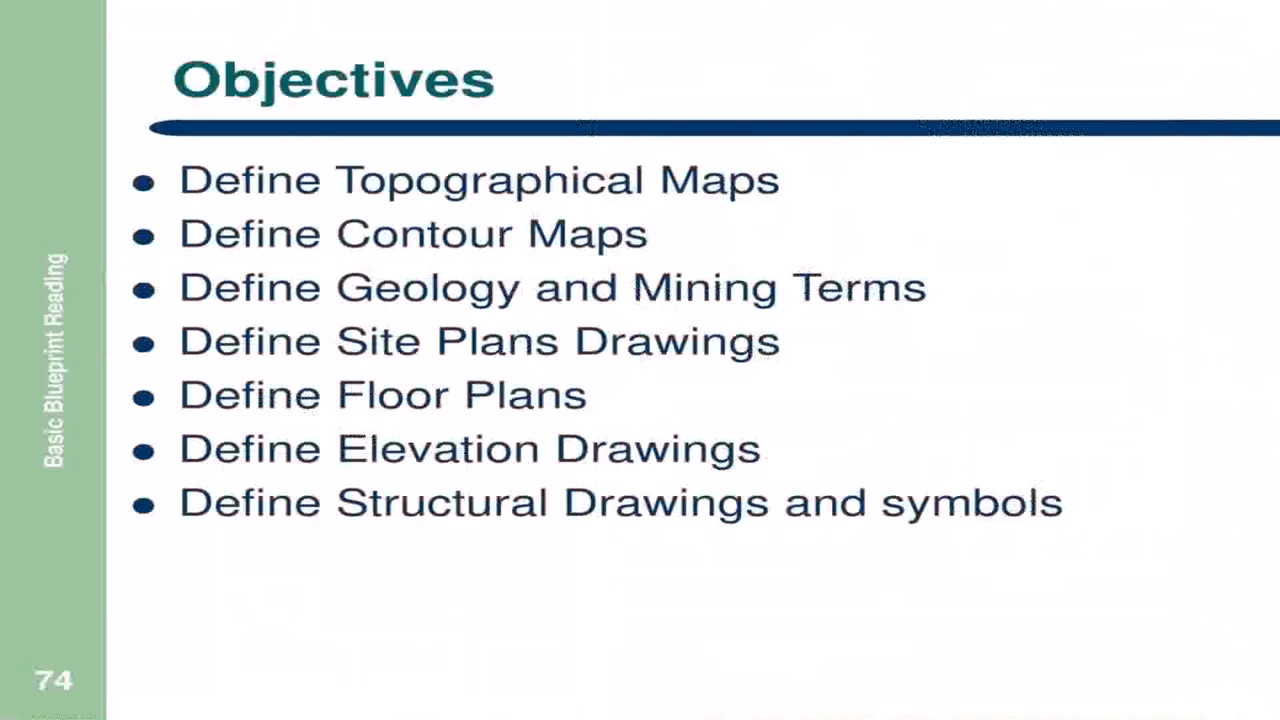 Objectives
● Define Topographical Maps
● Define Contour Maps
● Define Geology and Mining Terms
● Define Site Plans Drawings
● Define Floor Plans
● Define Elevation Drawings
● Define Structural Drawings and symbols
Basic Blueprint Reading
74